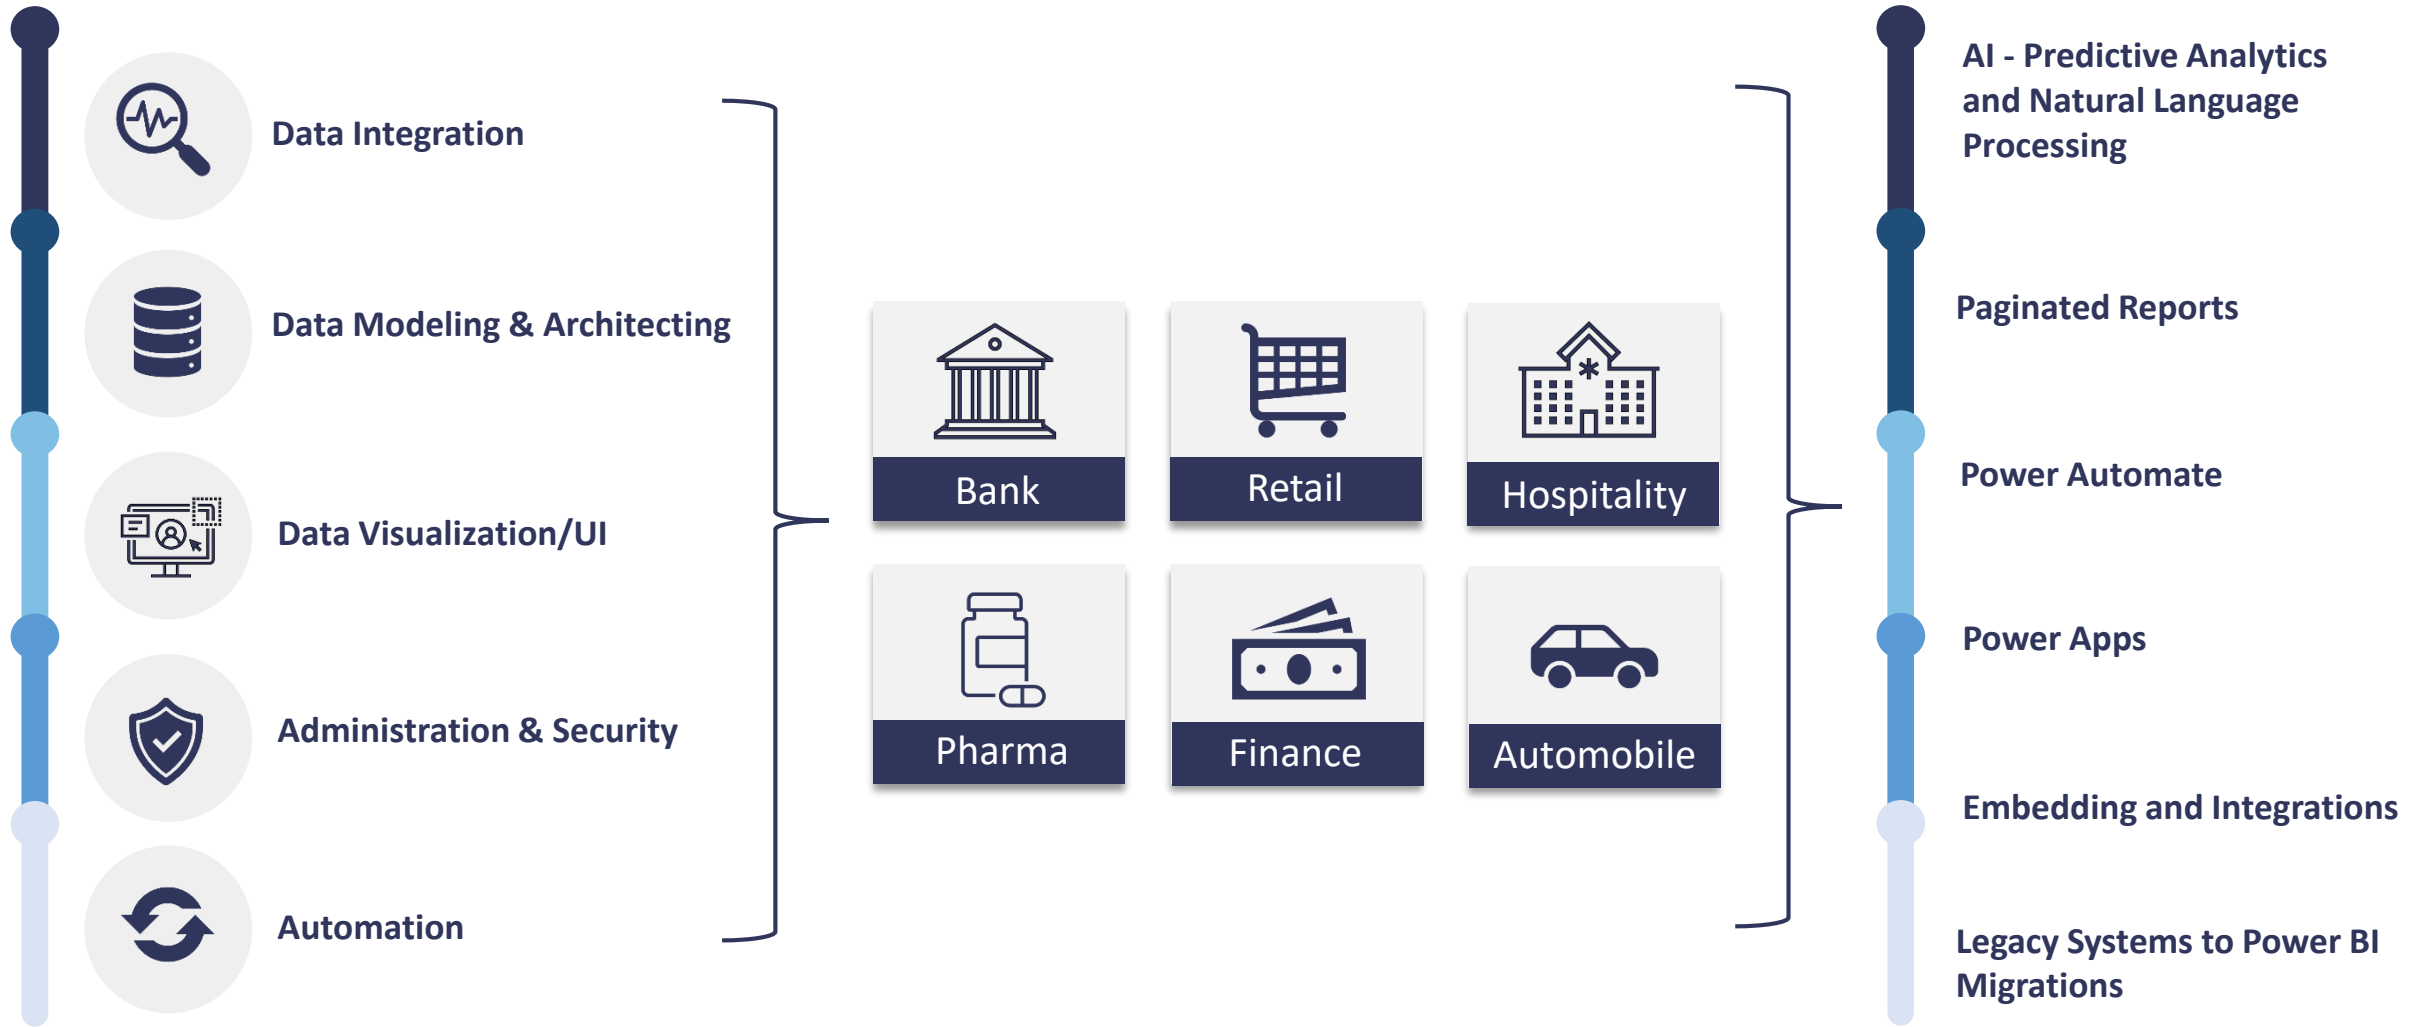 Data Integration
Data Modeling & Architecting
Data Visualization/UI
Administration & Security
Automation
Bank
Retail
Hospitality
Pharma
Finance
Automobile
AI - Predictive Analytics
and Natural Language
Processing
Paginated Reports
Power Automate
Power Apps
Embedding and Integrations
Legacy Systems to Power BI
Migrations